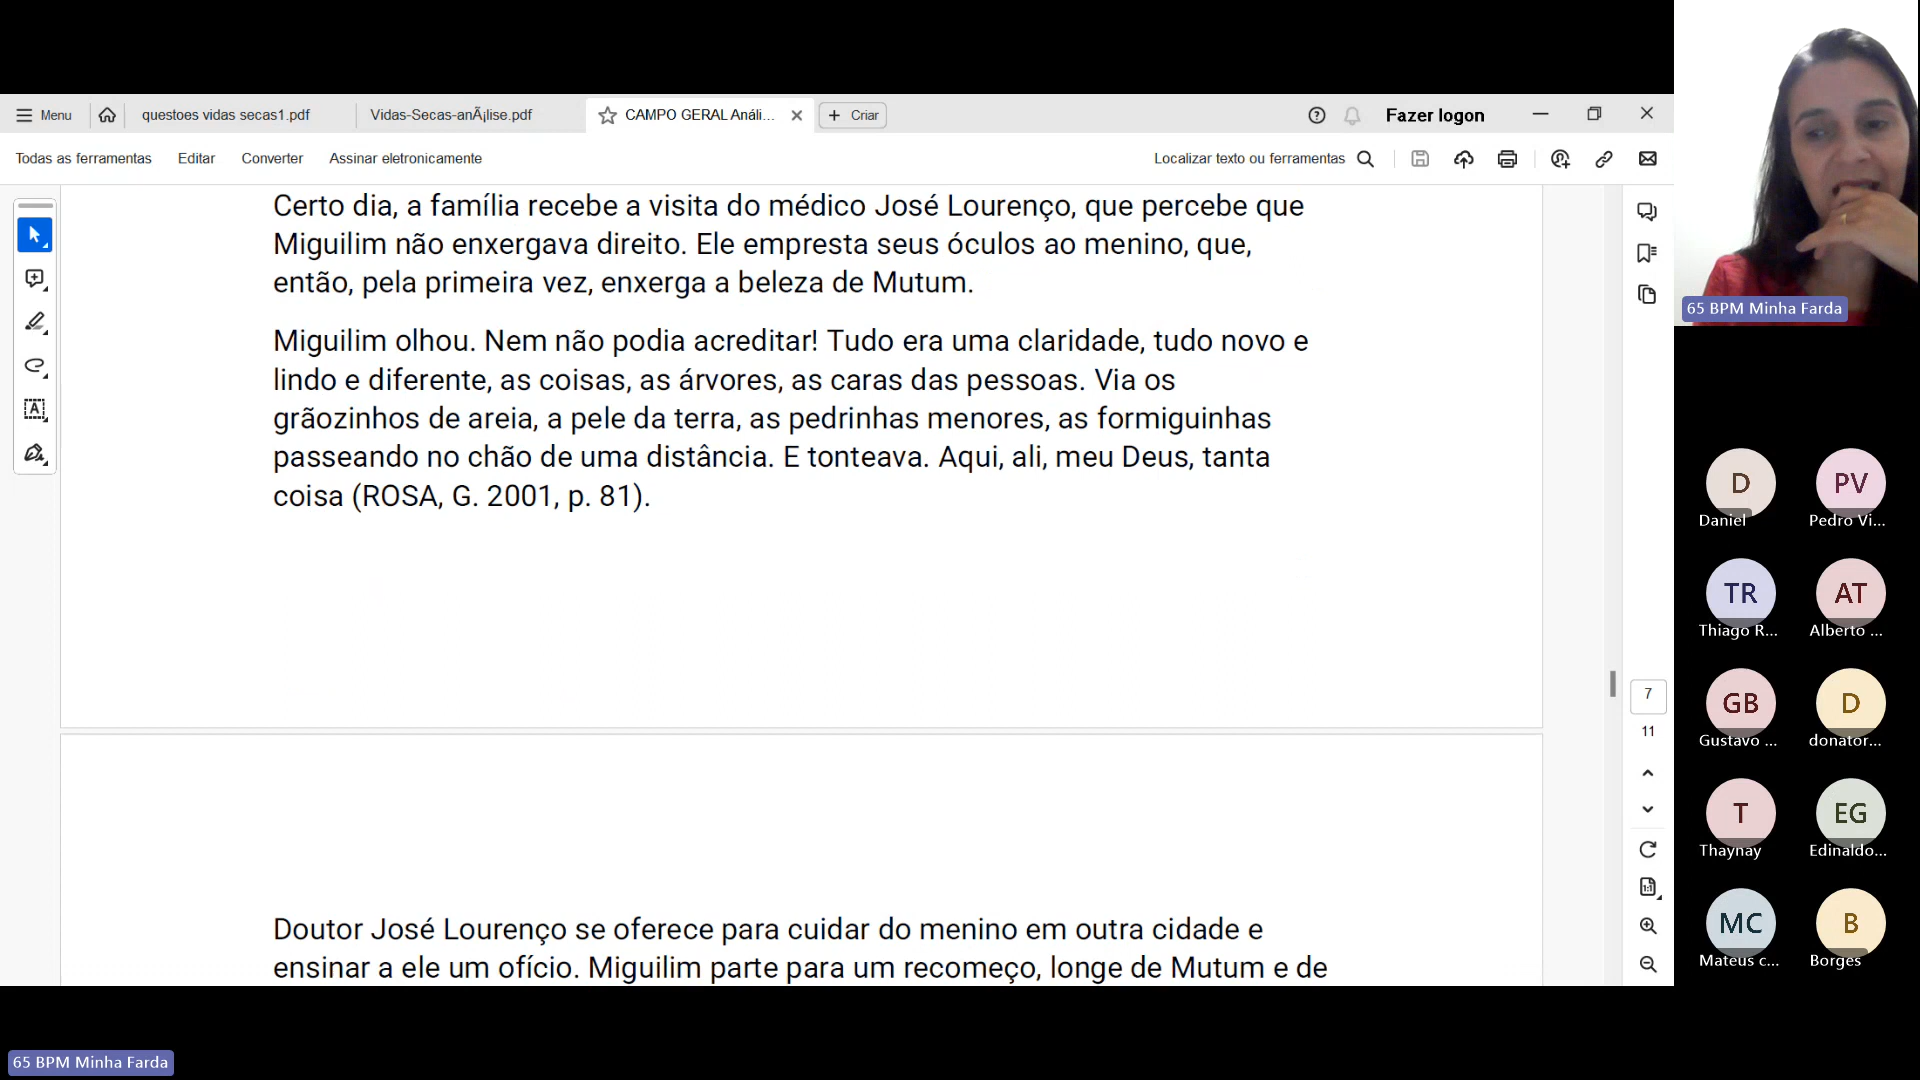 Menu
questoes vidas secas1.pdf
Vidas-Secas-anÃ¡lise.pdf
CAMPO GERAL Análi...
Criar
Fazer logon
Todas as ferramentas
Editar
Converter
Assinar eletronicamente
Localizar texto ou ferramentas
Certo dia, a família recebe a visita do médico José Lourenço, que percebe que
Miguilim não enxergava direito. Ele empresta seus óculos ao menino, que,
então, pela primeira vez, enxerga a beleza de Mutum.
Miguilim olhou. Nem não podia acreditar! Tudo era uma claridade, tudo novo e
lindo e diferente, as coisas, as árvores, as caras das pessoas. Via os
grãozinhos de areia, a pele da terra, as pedrinhas menores, as formiguinhas
passeando no chão de uma distância. E tonteava. Aqui, ali, meu Deus, tanta
coisa (ROSA, G. 2001, p. 81).
7
11
1:1
Doutor José Lourenço se oferece para cuidar do menino em outra cidade e
ensinar a ele um ofício. Miguilim parte para um recomeço, longe de Mutum e de
65 BPM Minha Farda
D
Daniel
PV
Pedro Vi...
TR
Thiago R...
AT
Alberto ...
GB
Gustavo ...
D
donator...
T
Thaynay
EG
Edinaldo...
MC
Mateus c...
B
Borges
65 BPM Minha Farda